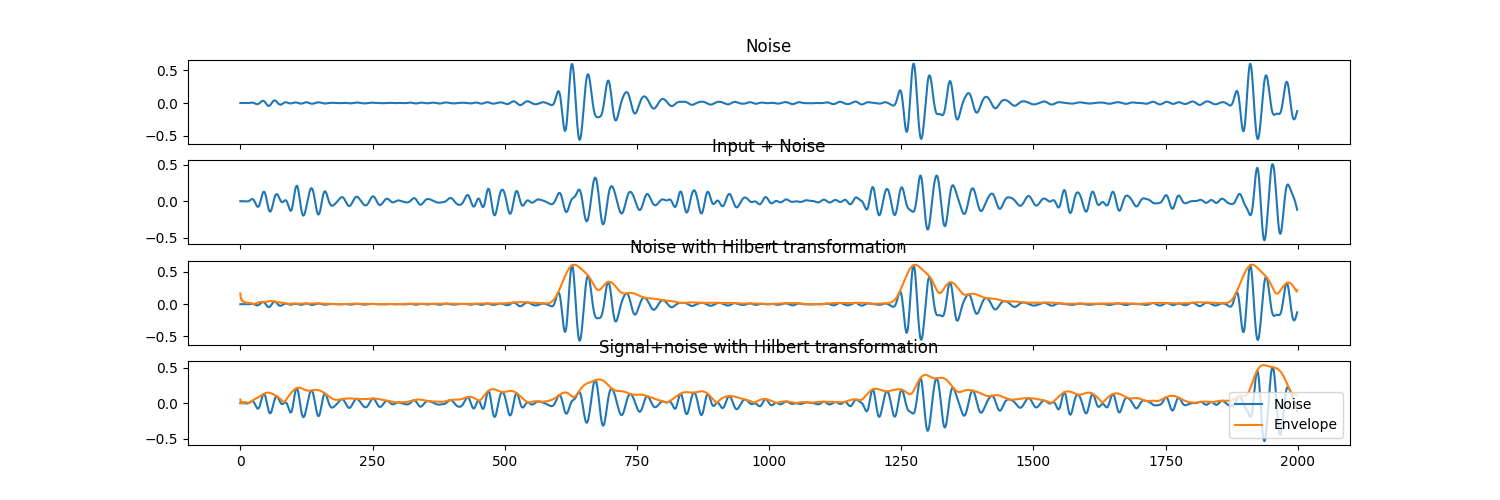 Noise
0.5
0.0
−0.5
Input + Noise
0.5
0.0
−0.5
Noise with Hilbert transformation
0.5
0.0
−0.5
Signal+noise with Hilbert transformation
0.5
0.0
−0.5
Noise
Envelope
0 250 500 750 1000 1250 1500 1750 2000